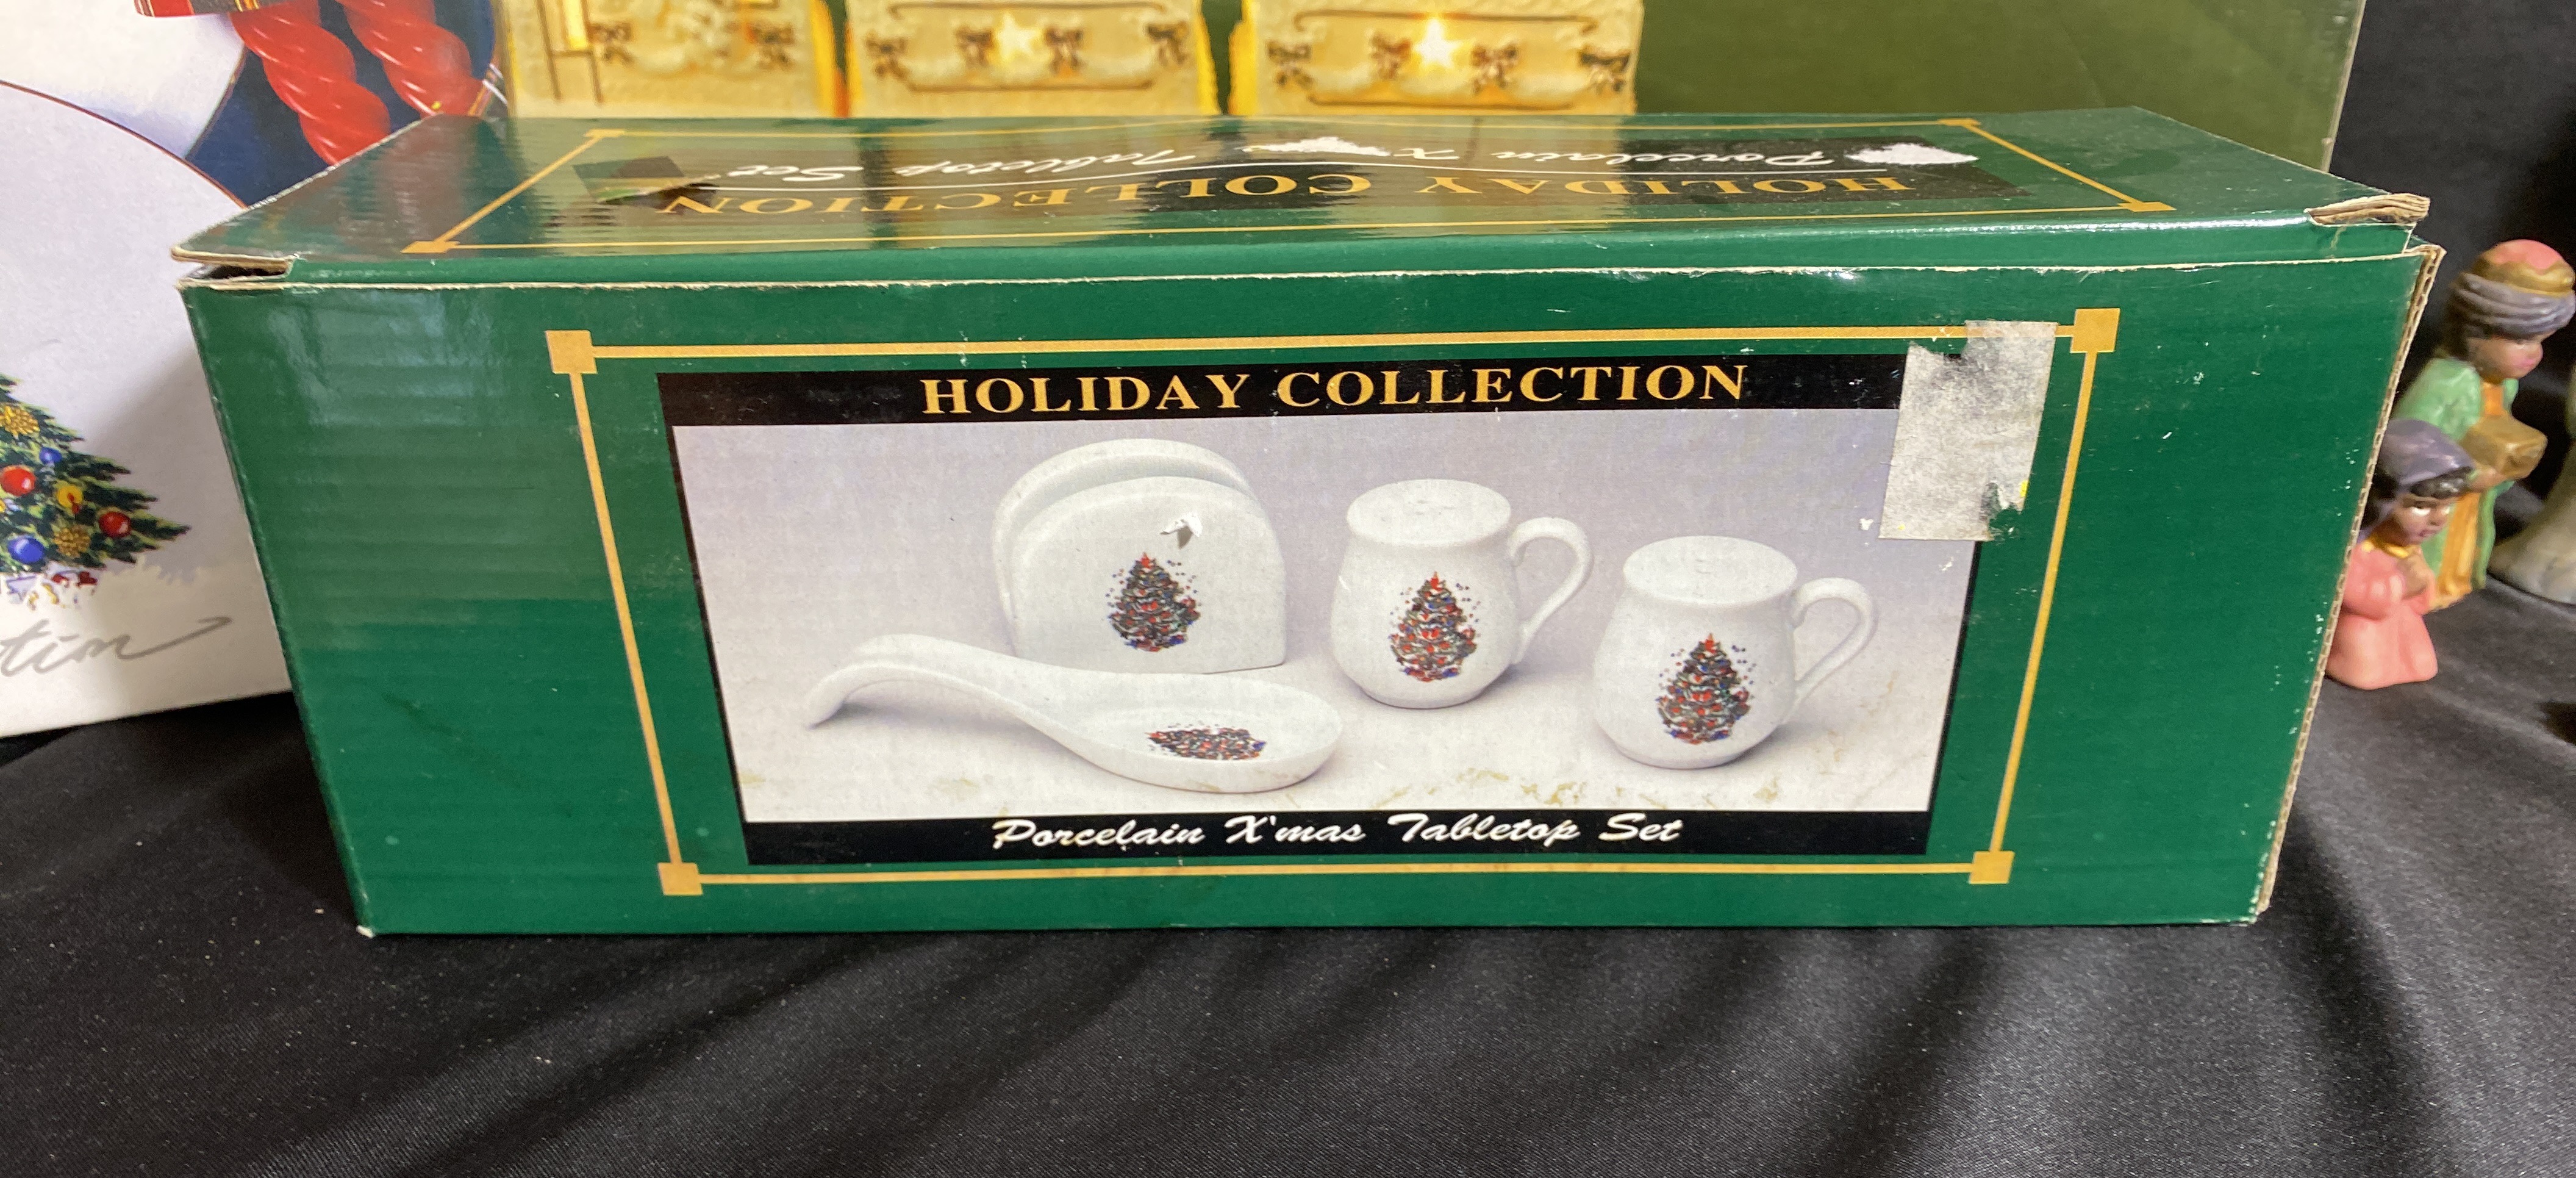 Porcelain X'mas Tabletop Set
HOLIDAY COLLECTION
HOLIDAY COLLECTION
Porcelain X'mas Tabletop Set